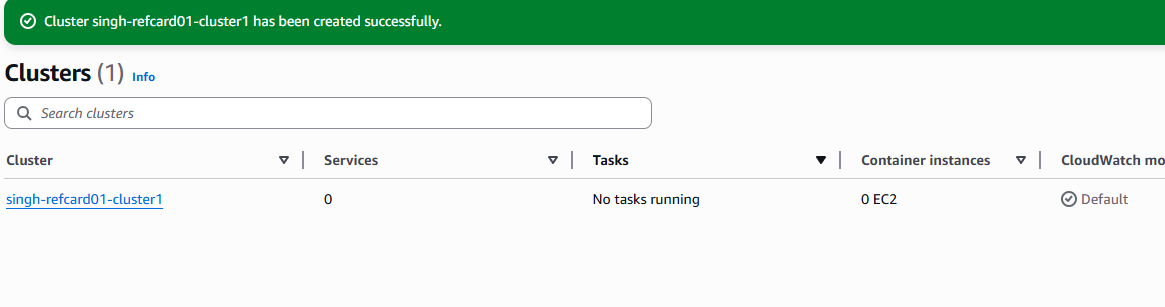 Cluster singh-refcard01-cluster1 has been created successfully.
Clusters (1) Info
Search clusters
Cluster Services Tasks Container instances CloudWatch mo
singh-refcard01-cluster1 0 No tasks running 0 EC2 Default